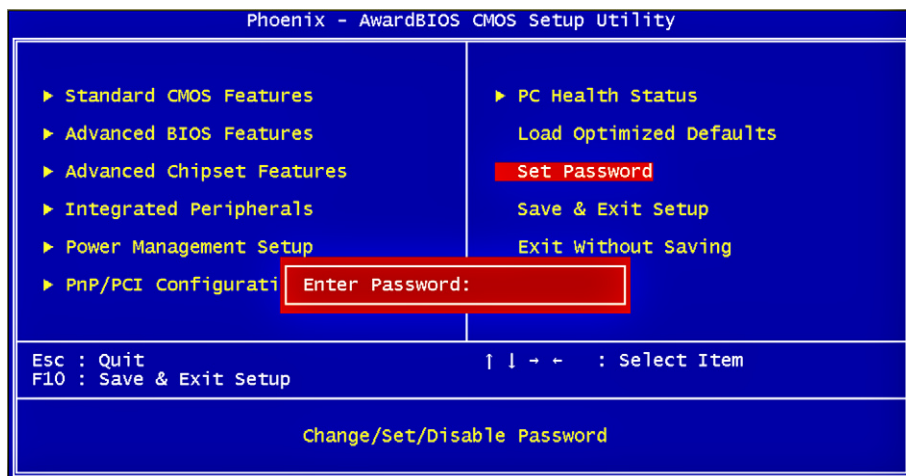 Phoenix - AwardBIOS CMOS Setup Utility
▶ Standard CMOS Features
▶ Advanced BIOS Features
▶ Advanced Chipset Features
▶ Integrated Peripherals
▶ Power Management Setup
▶ PnP/PCI Configurati
▶ PC Health Status
Load Optimized Defaults
Set Password
Save & Exit Setup
Exit Without Saving
Enter Password:
Esc : Quit
F10 : Save & Exit Setup
↑ ↓ → ← : Select Item
Change/Set/Disable Password